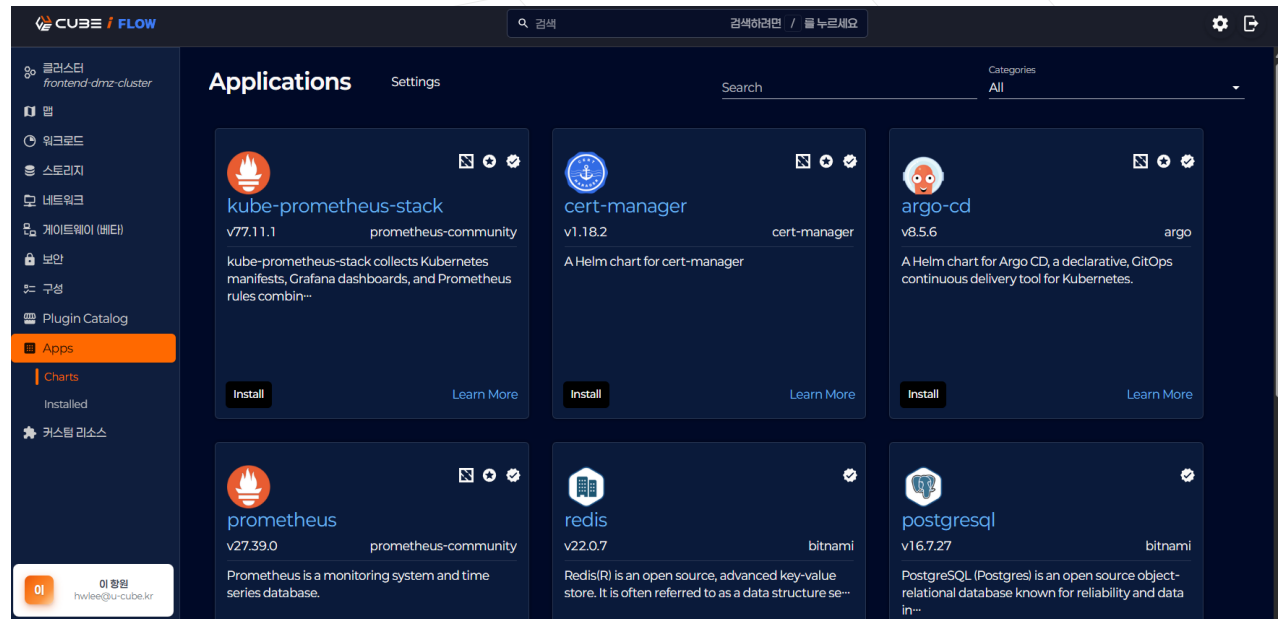 CUBE i FLOW
검색
검색하려면 / 를 누르세요
클러스터
frontend-dmz-cluster
맵
워크로드
스토리지
네트워크
게이트웨이 (베타)
보안
구성
Plugin Catalog
Apps
Charts
Installed
커스텀 리소스
이
이 항원
hwlee@u-cube.kr
Applications
Settings
Search
Categories
All
kube-prometheus-stack
v77.11.1
prometheus-community
kube-prometheus-stack collects Kubernetes
manifests, Grafana dashboards, and Prometheus
rules combin…
Install
Learn More
cert-manager
v1.18.2
cert-manager
A Helm chart for cert-manager
Install
Learn More
argo-cd
v8.5.6
argo
A Helm chart for Argo CD, a declarative, GitOps
continuous delivery tool for Kubernetes.
Install
Learn More
prometheus
v27.39.0
prometheus-community
Prometheus is a monitoring system and time
series database.
redis
v22.0.7
bitnami
Redis(R) is an open source, advanced key-value
store. It is often referred to as a data structure se…
postgresql
v16.7.27
bitnami
PostgreSQL (Postgres) is an open source object-
relational database known for reliability and data
in…